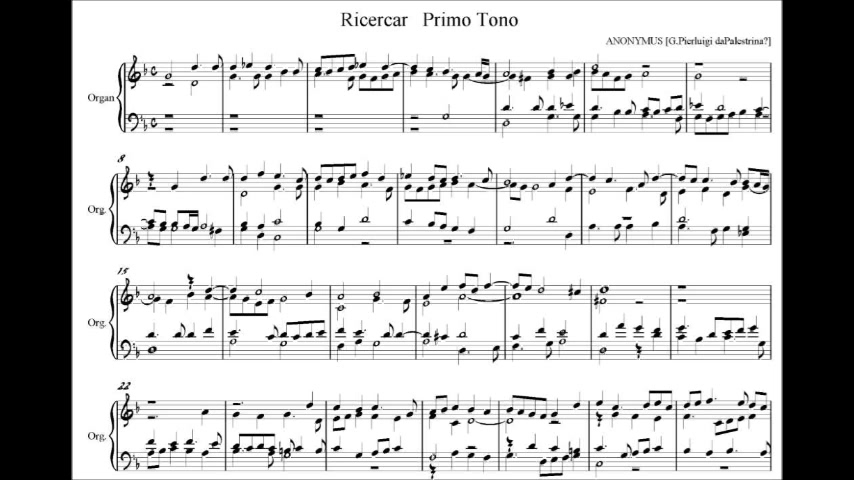 Ricercar Primo Tono
ANONYMUS [G.Pierluigi daPalestrina?]
Organ
8
Org.
15
Org.
22
Org.